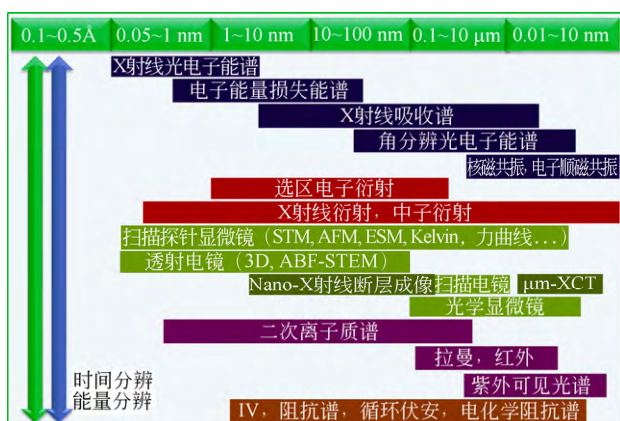 0.1~0.5Å 0.05~1 nm 1~10 nm 10~100 nm 0.1~10 μm 0.01~10 nm
X射线光电子能谱
电子能量损失能谱
X射线吸收谱
角分辨光电子能谱
核磁共振, 电子顺磁共振
选区电子衍射
X射线衍射，中子衍射
扫描探针显微镜（STM, AFM, ESM, Kelvin，力曲线…）
透射电镜（3D, ABF-STEM）
Nano-X射线断层成像 扫描电镜 μm-XCT
光学显微镜
二次离子质谱
拉曼，红外
时间分辨
紫外可见光谱
能量分辨
IV，阻抗谱，循环伏安，电化学阻抗谱